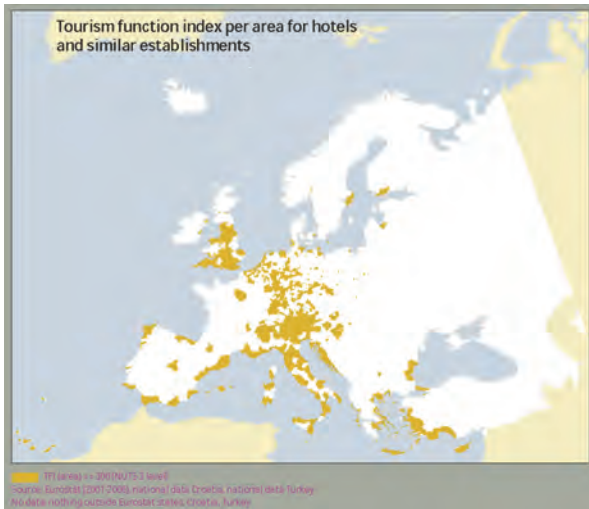 Tourism function index per area for hotels
and similar establishments
TFI (area) >= 200 (NUTS 3 level)
Source: Eurostat (2001-2008), national data Croatia, national data Turkey
No data: nothing outside Eurostat states, Croatia, Turkey